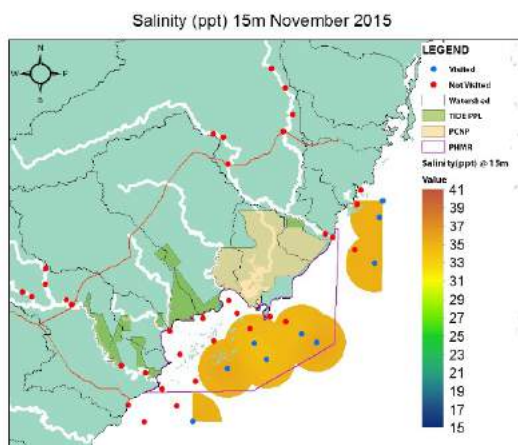 Salinity (ppt) 15m November 2015
N
W
S
LEGEND
Visited
Not Visited
Watershed
TIDE PPL
PCNP
PHMR
Salinity(ppt) @ 15m
Value
41
39
37
35
33
31
29
27
25
23
21
19
17
15